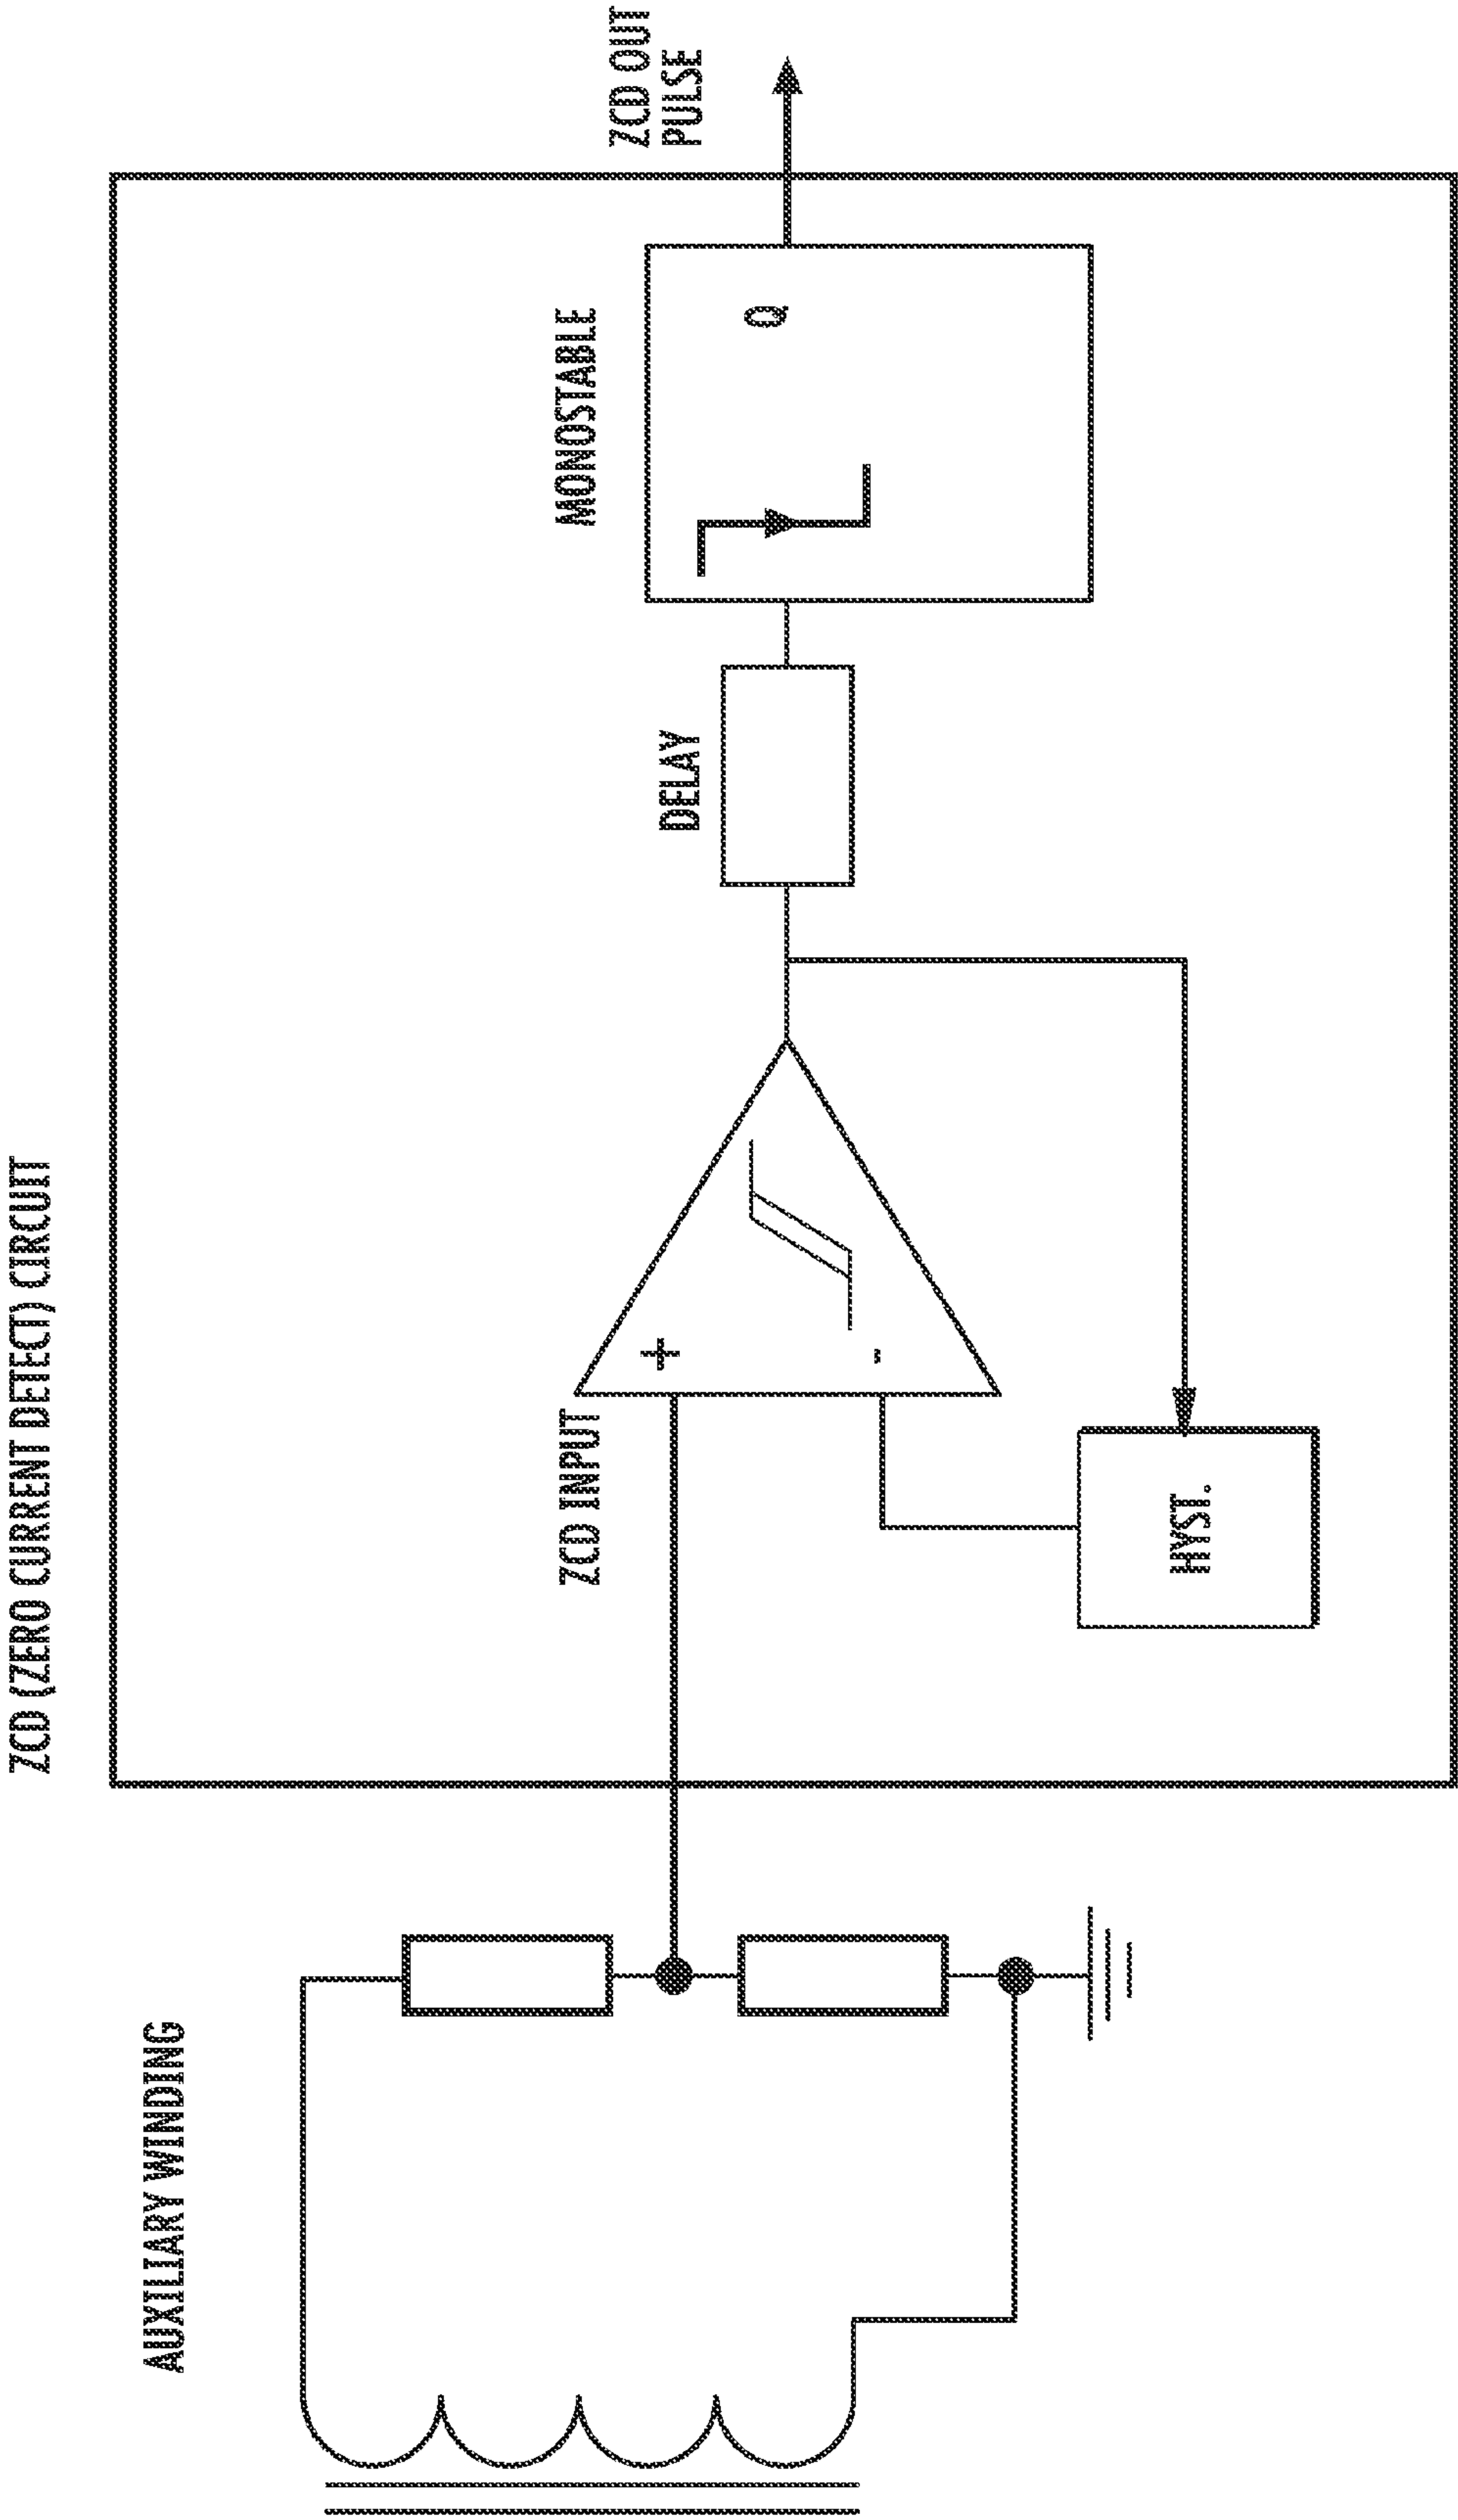 ZCD (ZERO CURRENT DETECT) CIRCUIT
AUXILIARY WINDING
ZCD INPUT
+
-
HYST.
DELAY
MONOSTABLE
Q
ZCD OUT
PULSE